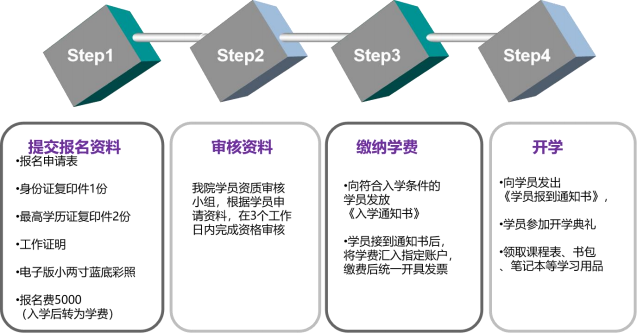 Step1
Step2
Step3
Step4
提交报名资料
•报名申请表
•身份证复印件1份
•最高学历证复印件2份
•工作证明
•电子版小两寸蓝底彩照
•报名费5000
（入学后转为学费）
审核资料
我院学员资质审核
小组，根据学员申
请资料，在3个工作
日内完成资格审核
缴纳学费
•向符合入学条件的
学员发放
《入学通知书》
•学员接到通知书后，
将学费汇入指定账户，
缴费后统一开具发票
开学
•向学员发出
《学员报到通知书》，
•学员参加开学典礼
•领取课程表、书包
、笔记本等学习用品